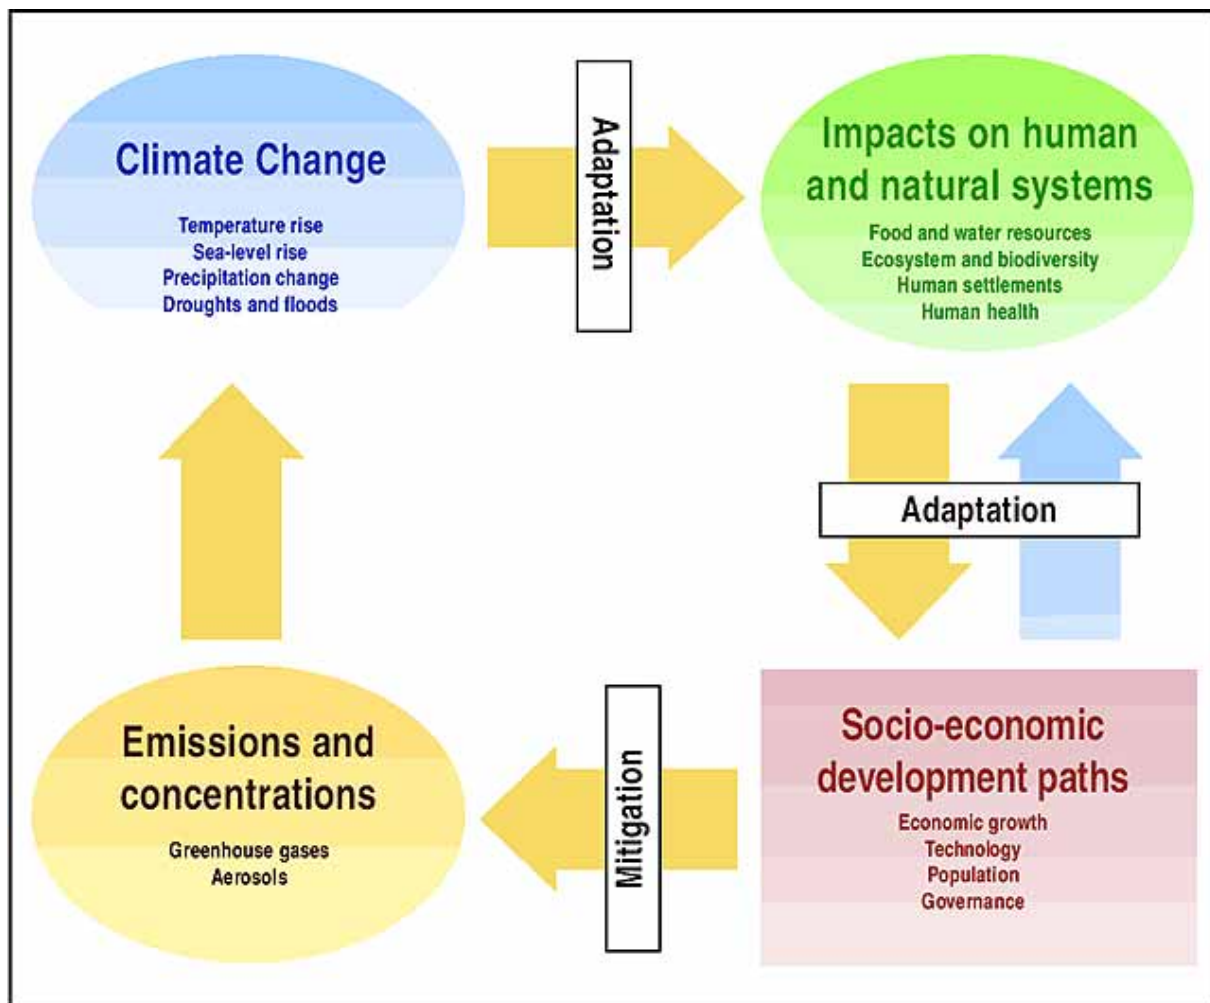 Climate Change
Temperature rise
Sea-level rise
Precipitation change
Droughts and floods
Adaptation
Impacts on human
and natural systems
Food and water resources
Ecosystem and biodiversity
Human settlements
Human health
Adaptation
Emissions and
concentrations
Greenhouse gases
Aerosols
Mitigation
Socio-economic
development paths
Economic growth
Technology
Population
Governance